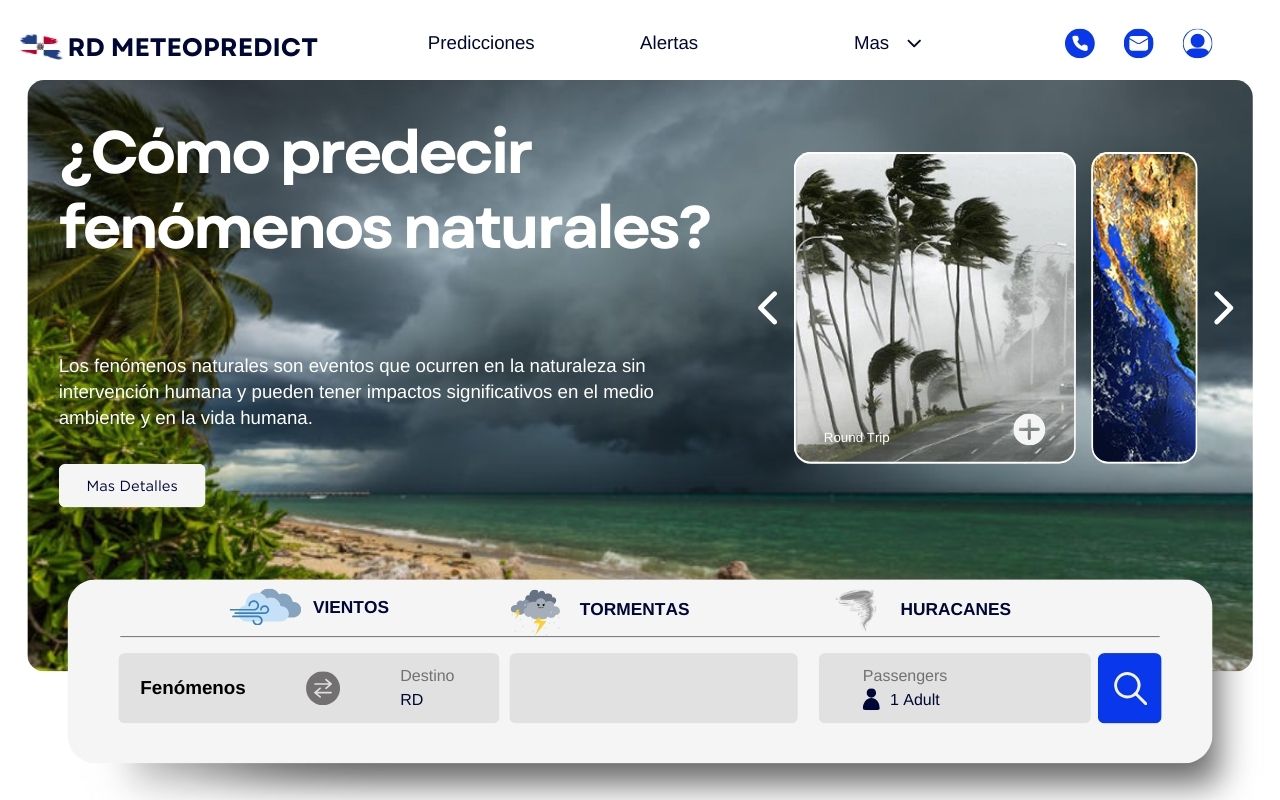 RD METEOPREDICT
Predicciones
Alertas
Mas
¿Cómo predecir
fenómenos naturales?
Los fenómenos naturales son eventos que ocurren en la naturaleza sin
intervención humana y pueden tener impactos significativos en el medio
ambiente y en la vida humana.
Mas Detalles
Round Trip
VIENTOS
TORMENTAS
HURACANES
Fenómenos
Destino
RD
Passengers
1 Adult